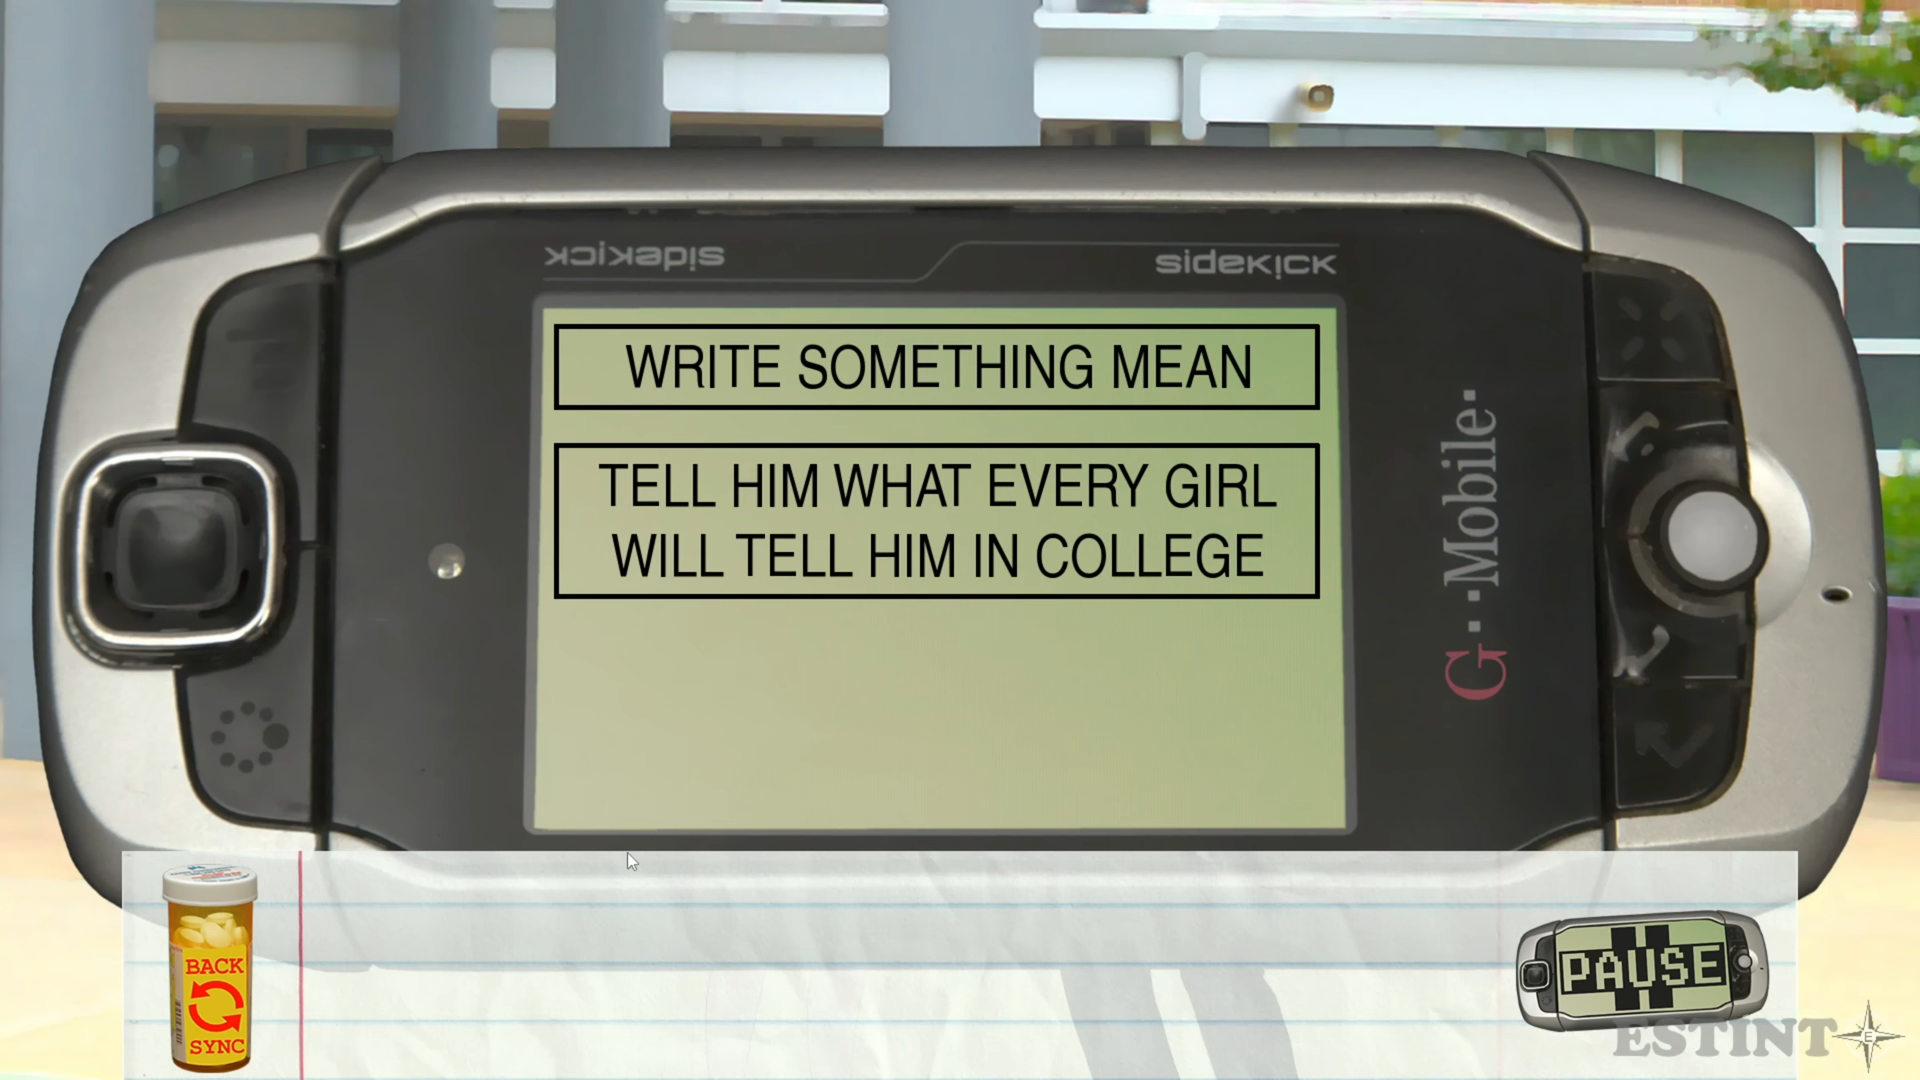 sidekick
sidekick
WRITE SOMETHING MEAN
TELL HIM WHAT EVERY GIRL
WILL TELL HIM IN COLLEGE
G··Mobile·
BACK
SYNC
PAUSE
ESTINT
E